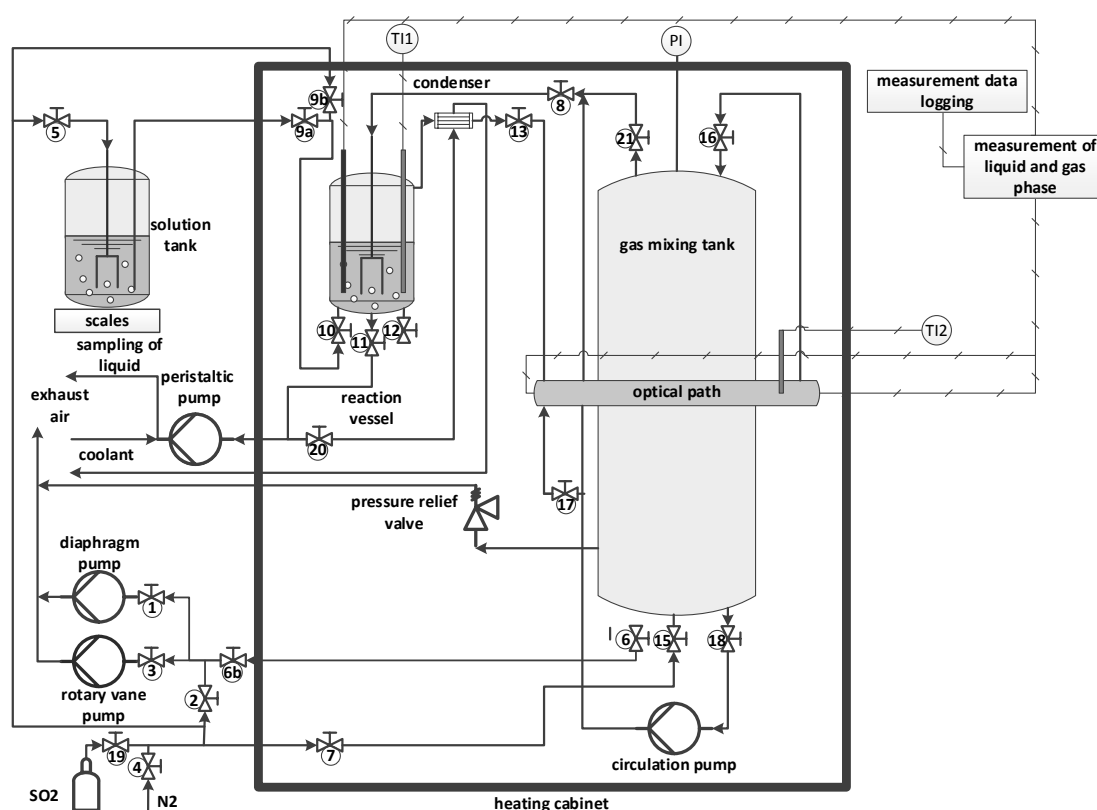 TI1
PI
condenser
measurement data
logging
9b
8
5
9a
13
21
16
measurement of
liquid and gas
phase
solution
tank
gas mixing tank
scales
sampling of
liquid
10
11
12
TI2
peristaltic
pump
exhaust
air
reaction
vessel
optical path
coolant
20
pressure relief
valve
17
diaphragm
pump
1
6
15
18
3
6b
rotary vane
pump
2
19
4
7
circulation pump
SO2
N2
heating cabinet